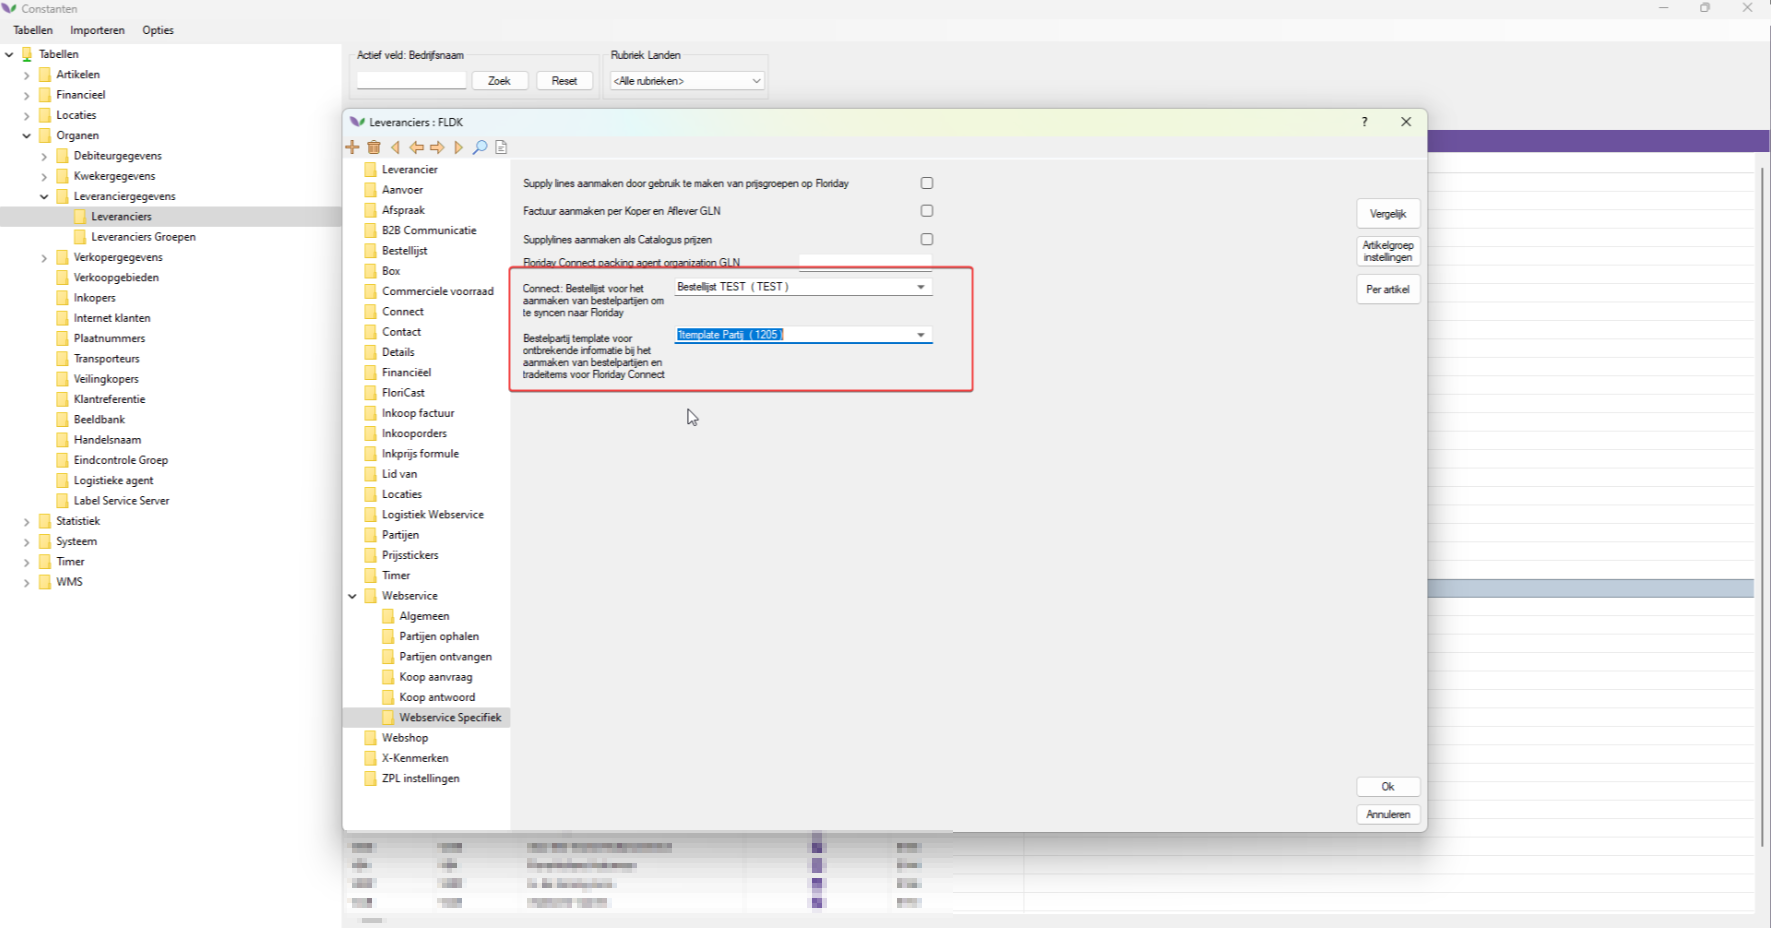 Constanten
Tabellen Importeren Opties
Tabellen
Artikelen
Financieel
Locaties
Organen
Debiteurgegevens
Kwekergegevens
Leveranciergegevens
Leveranciers
Leveranciers Groepen
Verkopergegevens
Verkoopgebieden
Inkopers
Internet klanten
Plaatnummers
Transporteurs
Veilingkopers
Klantreferentie
Beeldbank
Handelsnaam
Eindcontrole Groep
Logistieke agent
Label Service Server
Statistiek
Systeem
Timer
WMS
Actief veld: Bedrijfsnaam
Zoek Reset
Rubriek Landen
<Alle rubrieken>
Leveranciers : FLDK
?
Leverancier
Aanvoer
Afspraak
B2B Communicatie
Bestellijst
Box
Commerciele voorraad
Connect
Contact
Details
Financiëel
FloriCast
Inkoop factuur
Inkooporders
Inkprijs formule
Lid van
Locaties
Logistiek Webservice
Partijen
Prijsstickers
Timer
Webservice
Algemeen
Partijen ophalen
Partijen ontvangen
Koop aanvraag
Koop antwoord
Webservice Specifiek
Webshop
X-Kenmerken
ZPL instellingen
Supply lines aanmaken door gebruik te maken van prijsgroepen op Floriday
Factuur aanmaken per Koper en Aflever GLN
Supplylines aanmaken als Catalogus prijzen
Floriday Connect packing agent organization GLN
Connect: Bestellijst voor het
aanmaken van bestelpartijen om
te syncen naar Floriday
Bestellijst TEST ( TEST )
Bestelpartij template voor
ontbrekende informatie bij het
aanmaken van bestelpartijen en
tradeitems voor Floriday Connect
1template Partij ( 1205 )
Vergelijk
Artikelgroep
instellingen
Per artikel
Ok
Annuleren